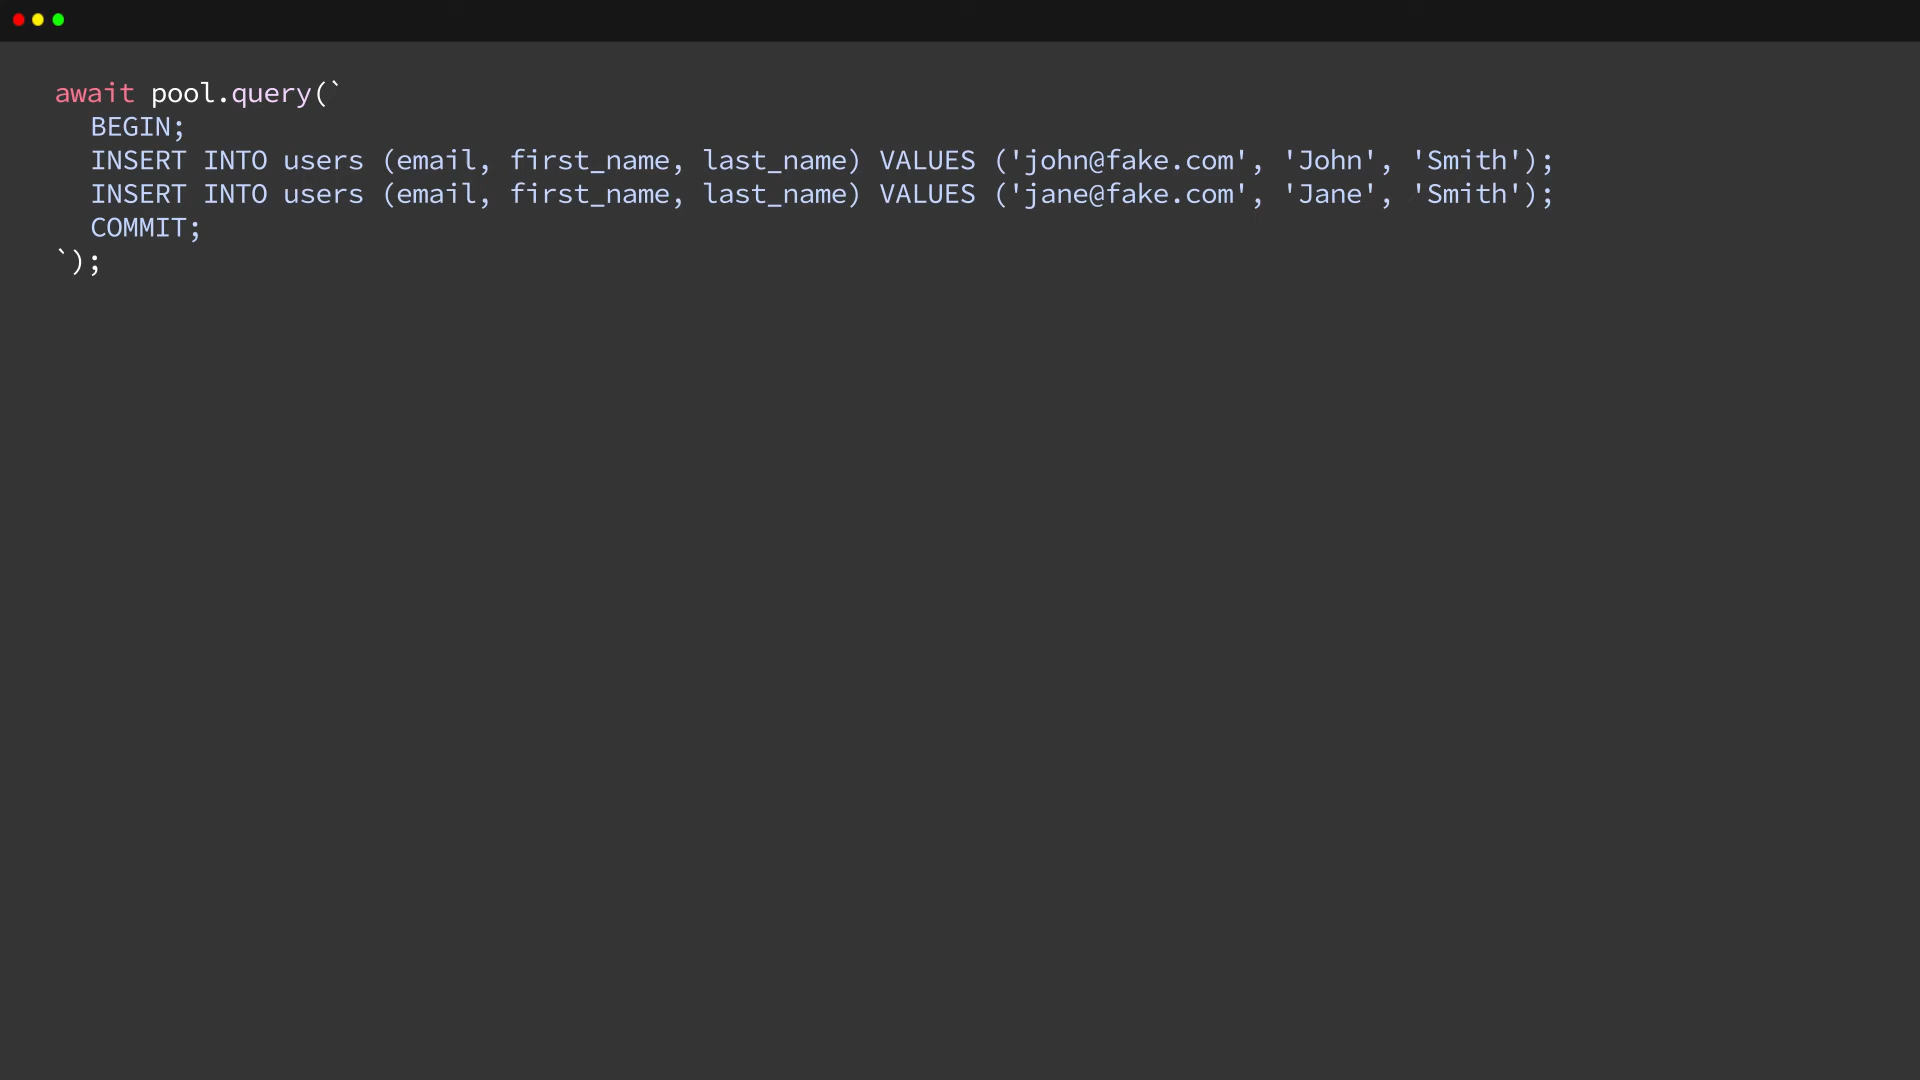 await pool.query(`
  BEGIN;
  INSERT INTO users (email, first_name, last_name) VALUES ('john@fake.com', 'John', 'Smith');
  INSERT INTO users (email, first_name, last_name) VALUES ('jane@fake.com', 'Jane', 'Smith');
  COMMIT;
`);